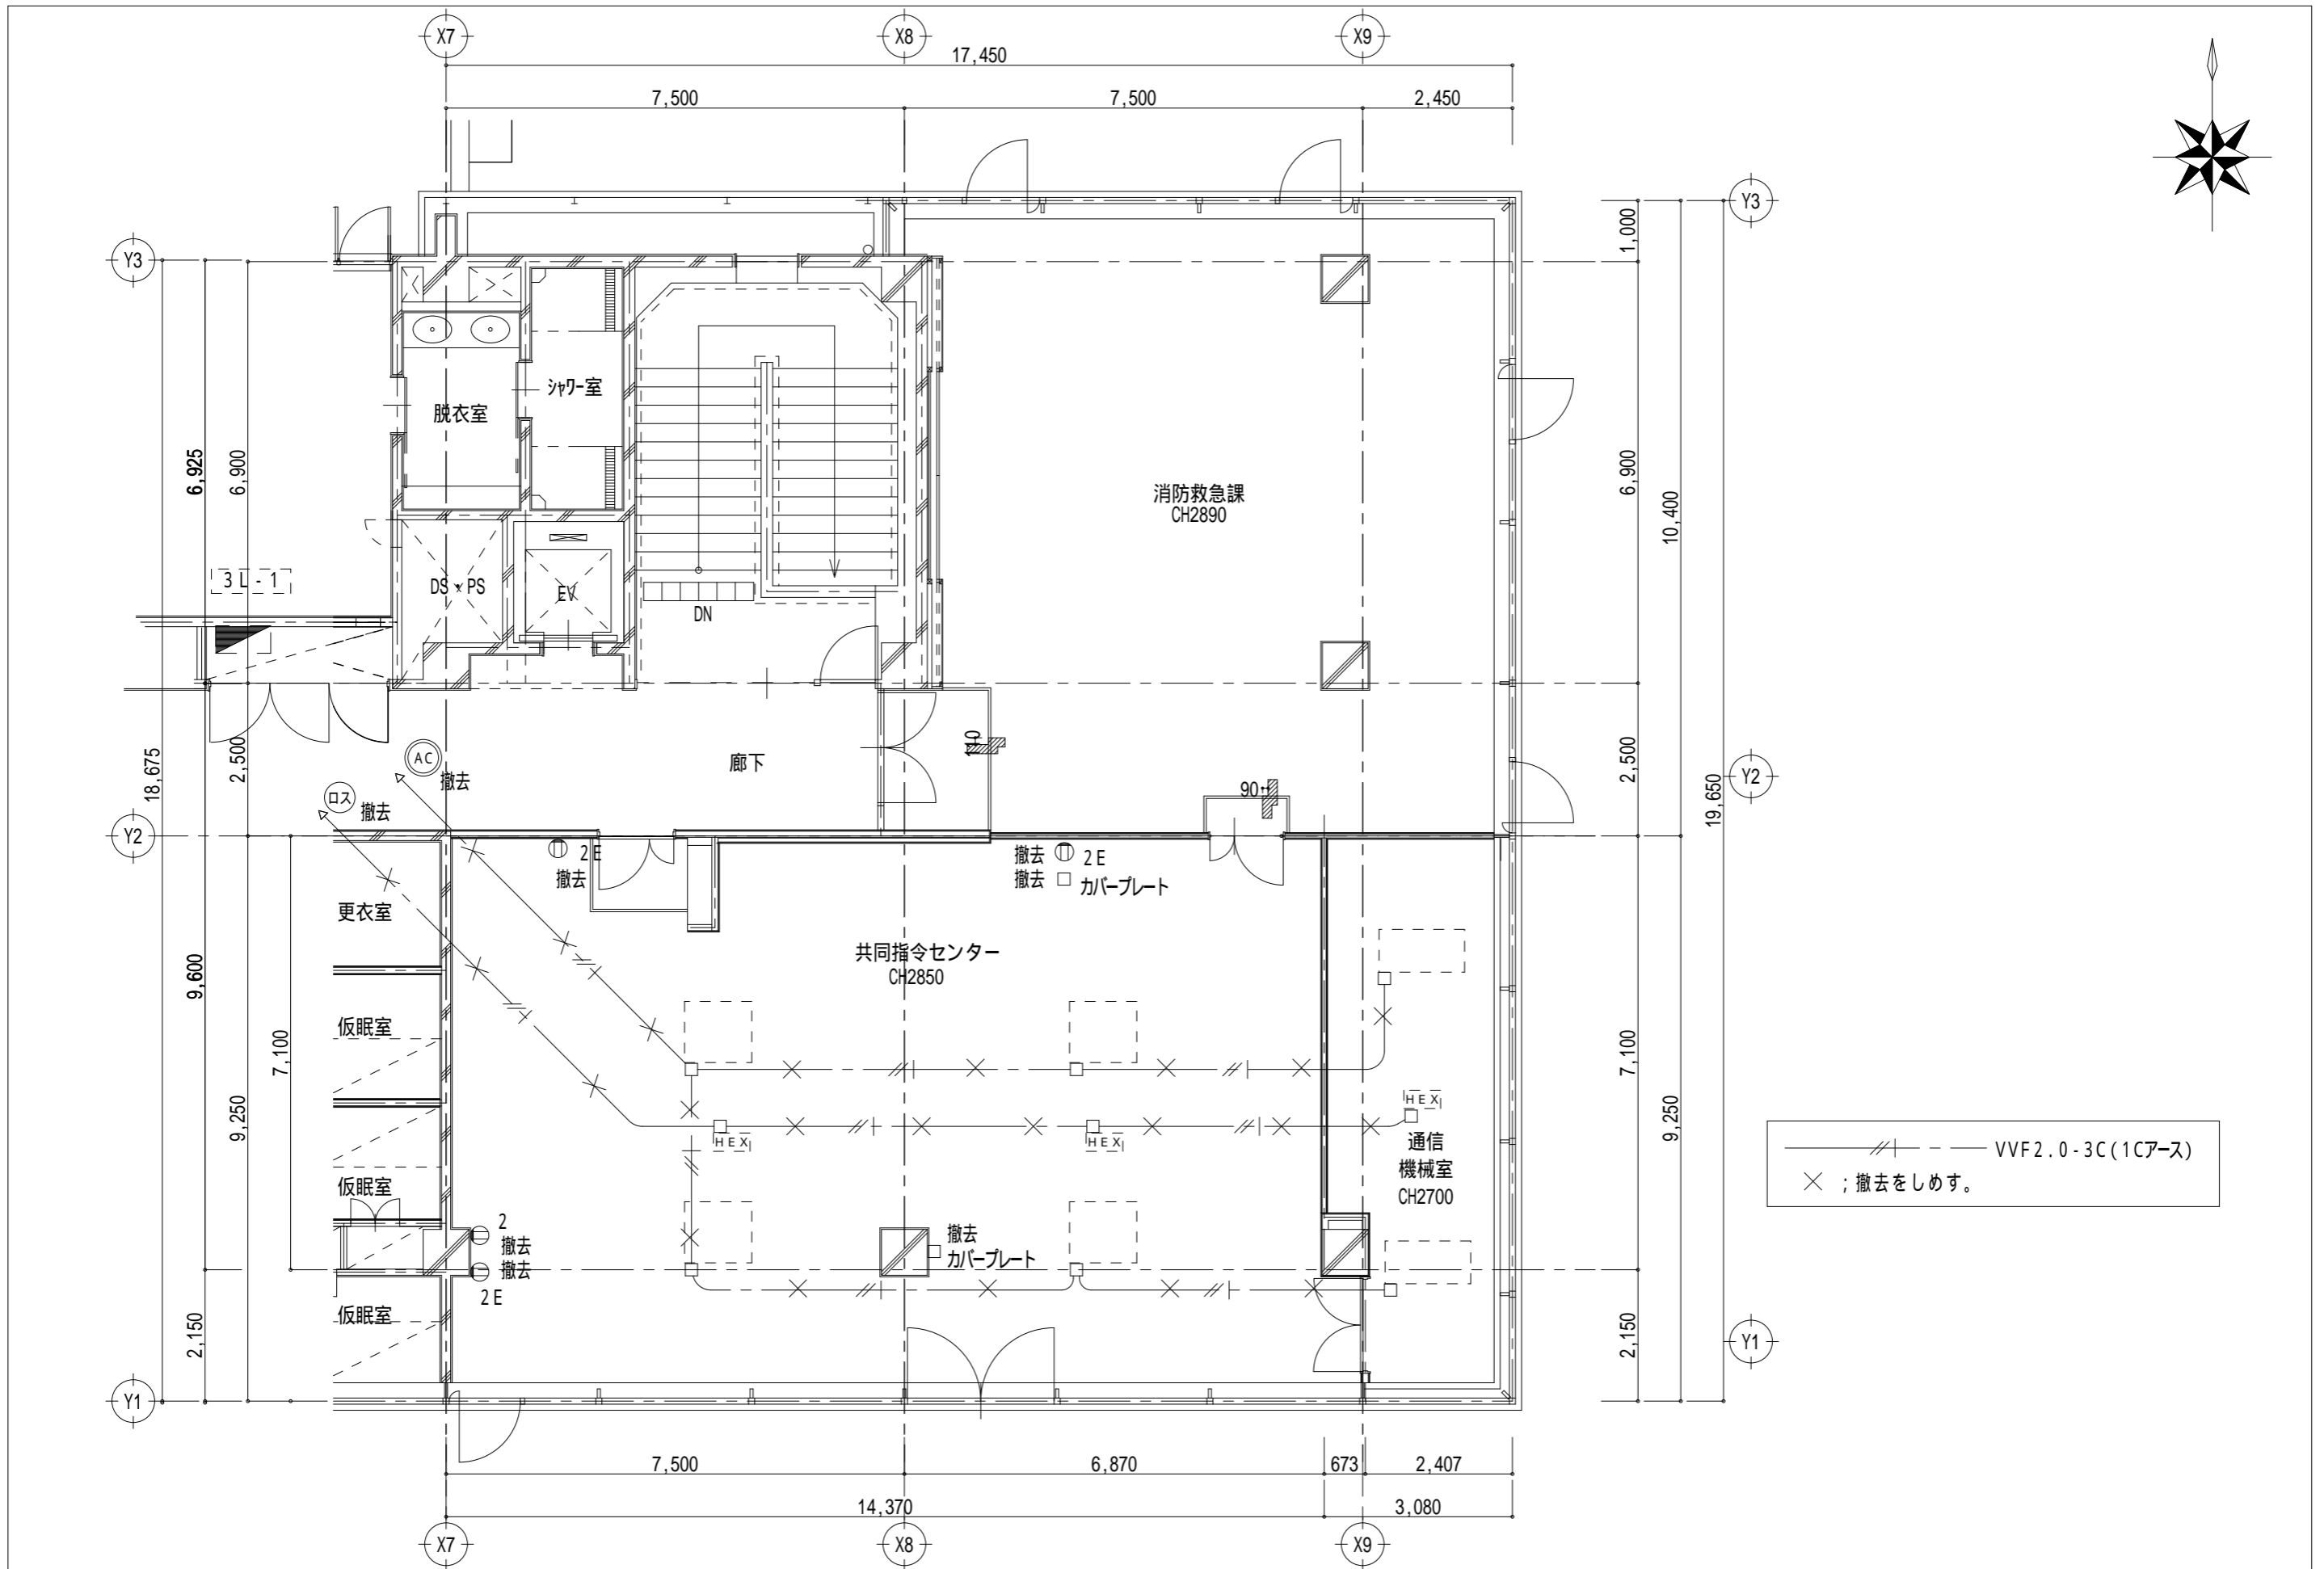 X7
X8
X9
17,450
7,500
7,500
2,450
Y3
Y3
1,000
6,925
6,900
脱衣室
シャワー室
消防救急課
CH2890
6,900
10,400
3L-1
DS・PS
EV
DN
18,675
2,500
AC
撤去
廊下
110
2,500
19,650
Y2
ロス
撤去
90
Y2
2E
撤去
撤去
2E
撤去
カバープレート
更衣室
共同指令センター
CH2850
9,600
仮眠室
7,100
7,100
9,250
HEX
HEX
HEX
通信
機械室
CH2700
9,250
VVF2.0-3C(1Cアース)
;撤去をしめす。
仮眠室
2
撤去
撤去
2E
撤去
カバープレート
仮眠室
2,150
2,150
Y1
Y1
7,500
6,870
673
2,407
14,370
3,080
X7
X8
X9